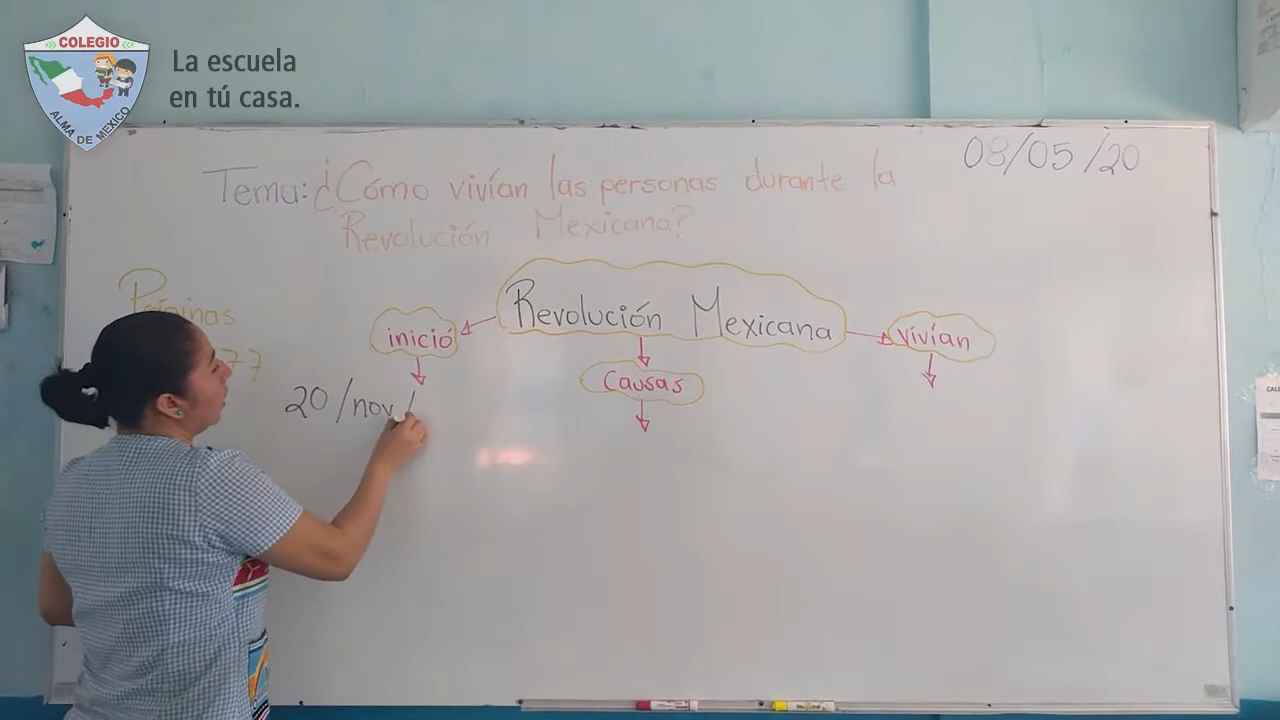 COLEGIO
ALMA DE MEXICO
La escuela
en tú casa.
08/05/20
Tema: ¿Cómo vivían las personas durante la
Revolución Mexicana?
Páginas
77
Revolución Mexicana
inició
vivían
causas
20/nov/